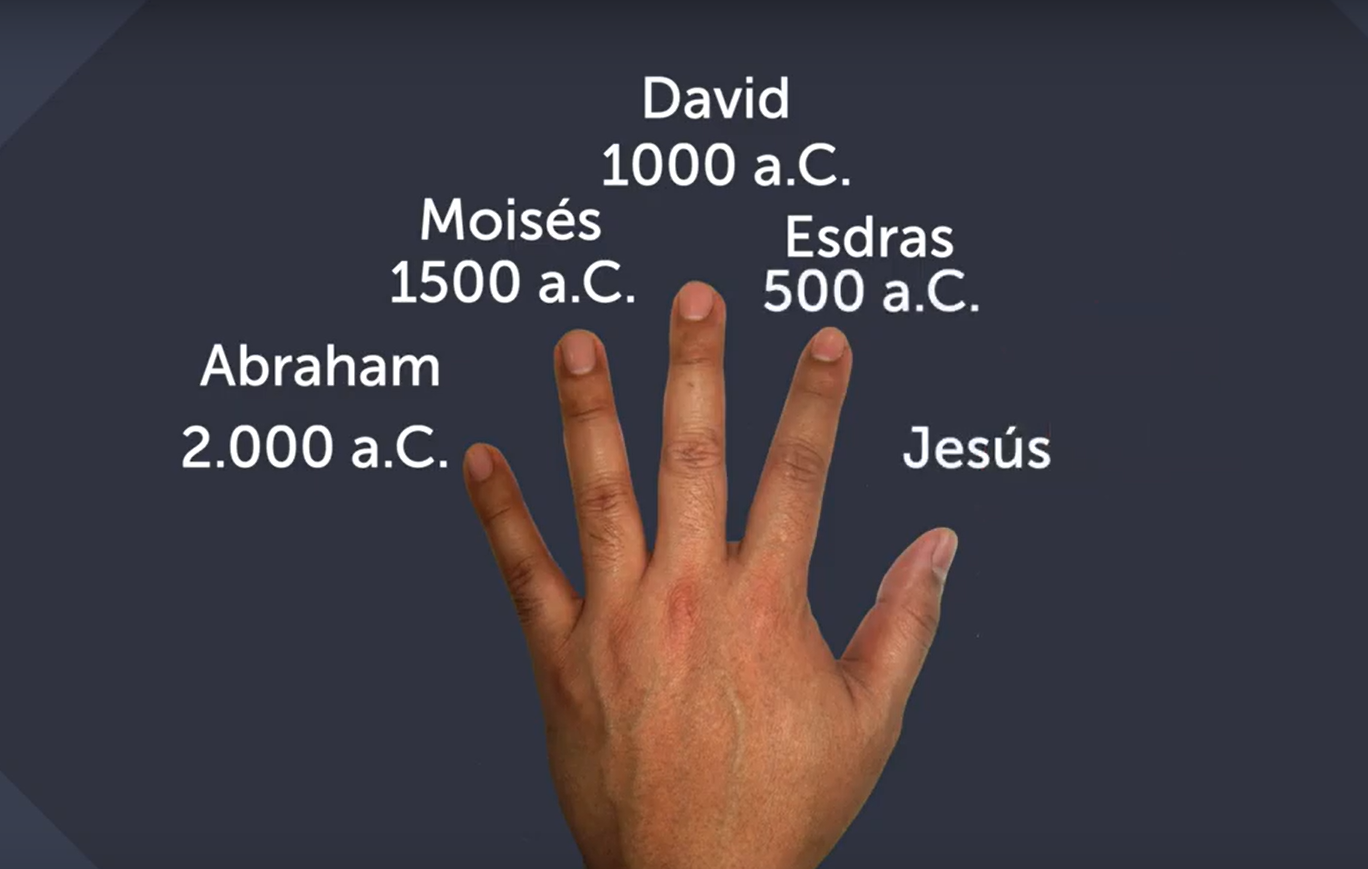 David
1000 a.C.
Moisés
1500 a.C.
Esdras
500 a.C.
Abraham
2.000 a.C.
Jesús